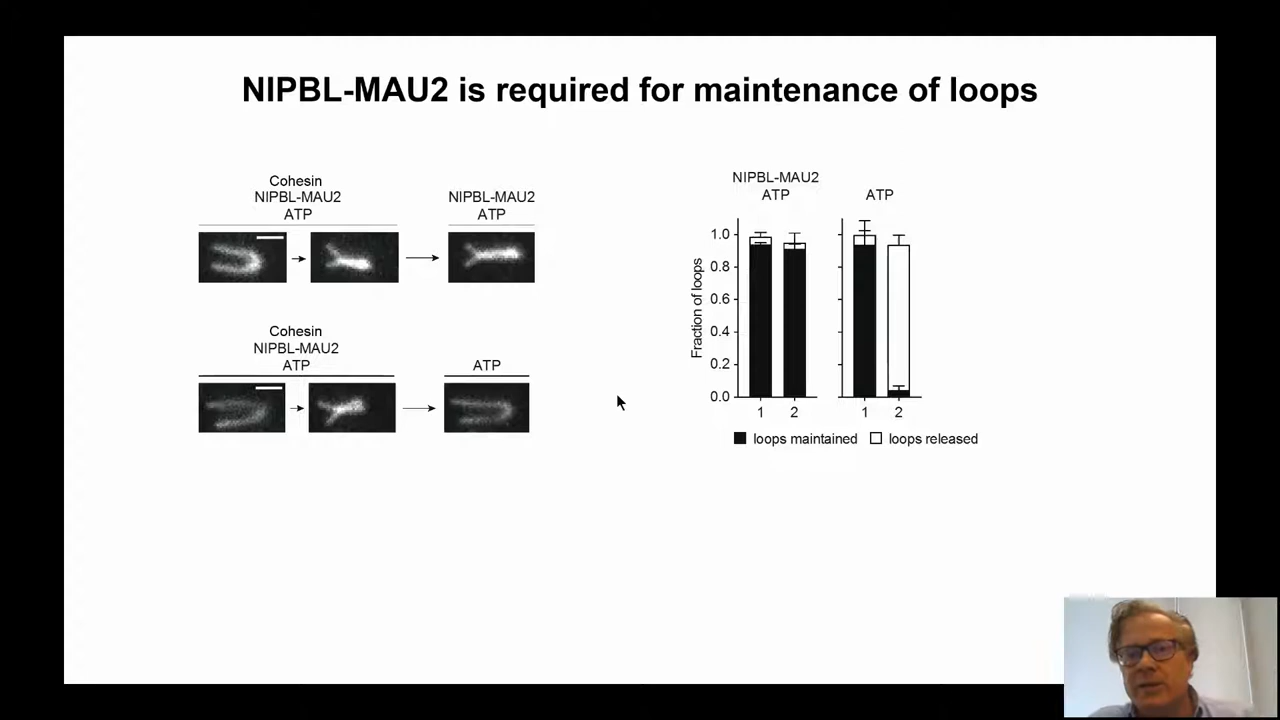 NIPBL-MAU2 is required for maintenance of loops
Cohesin
NIPBL-MAU2
ATP
NIPBL-MAU2
ATP
Cohesin
NIPBL-MAU2
ATP
ATP
NIPBL-MAU2
ATP
ATP
Fraction of loops
1.0
0.8
0.6
0.4
0.2
0.0
1 2 1 2
loops maintained loops released